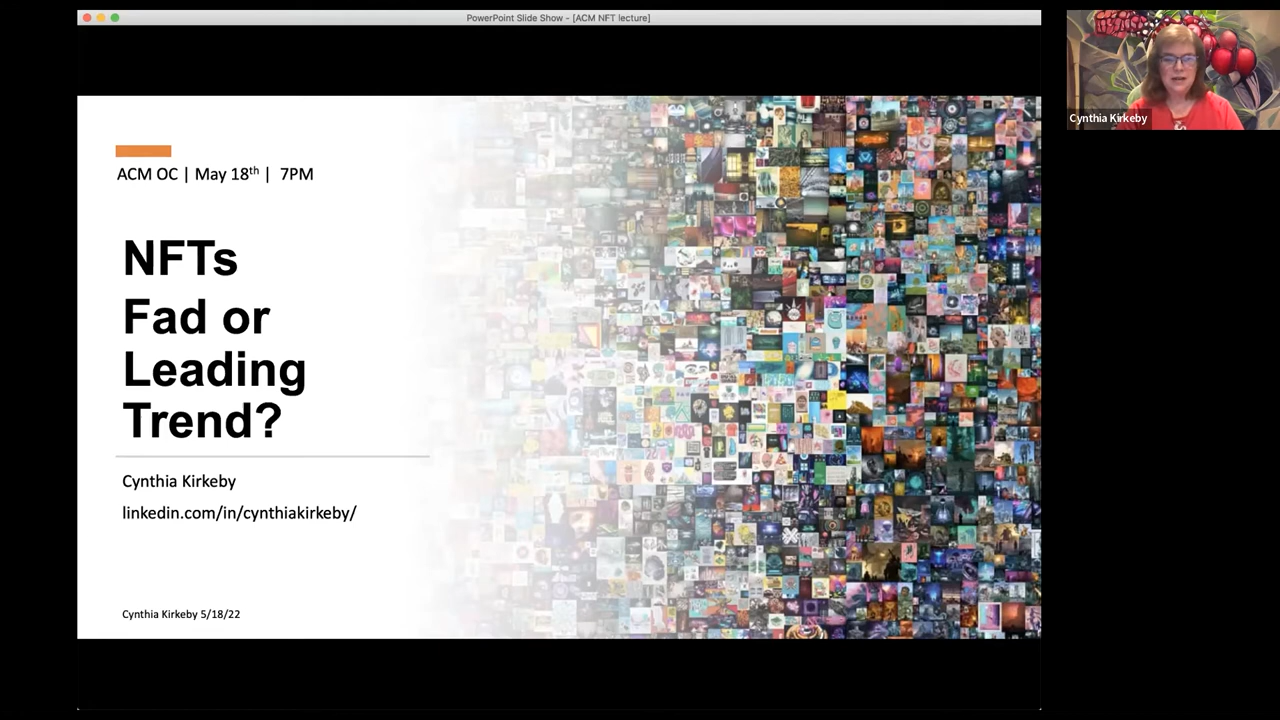 PowerPoint Slide Show - [ACM NFT lecture]
Cynthia Kirkeby
ACM OC | May 18th | 7PM
NFTs
Fad or
Leading
Trend?
Cynthia Kirkeby
linkedin.com/in/cynthiakirkeby/
Cynthia Kirkeby 5/18/22